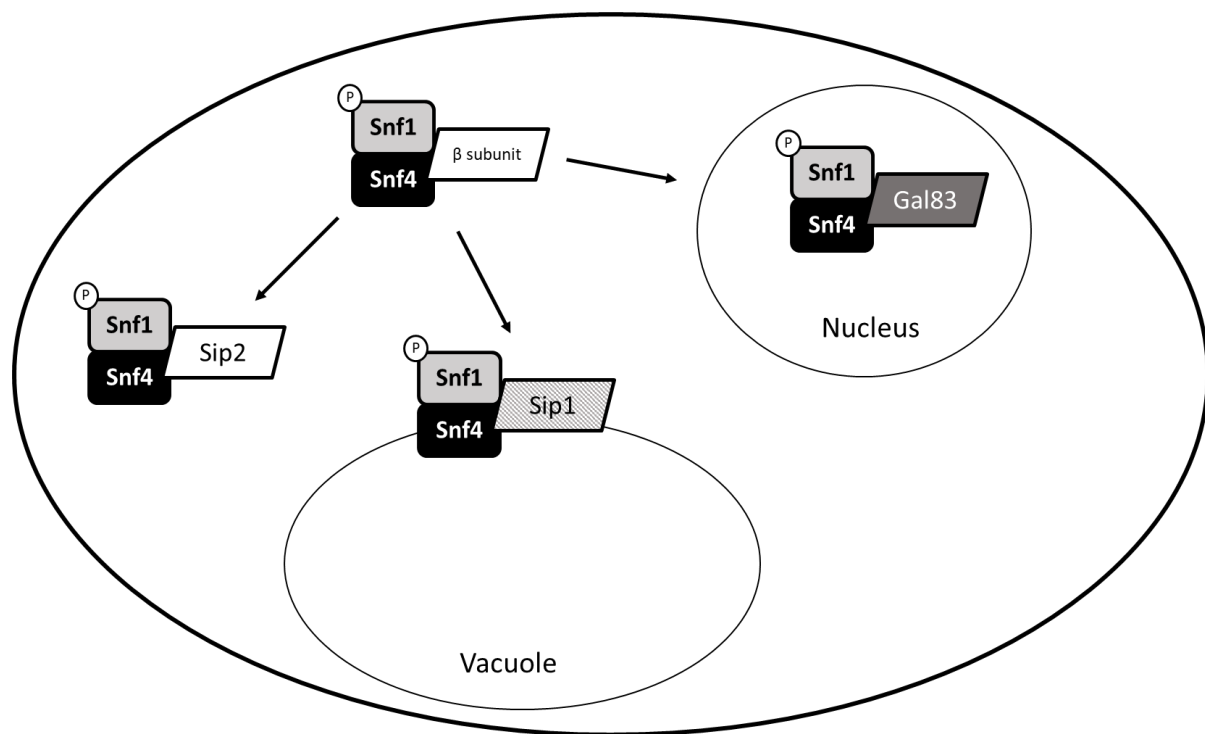 P
Snf1
β subunit
Snf4
P
Snf1
Gal83
Snf4
Nucleus
P
Snf1
Sip2
Snf4
P
Snf1
Sip1
Snf4
Vacuole